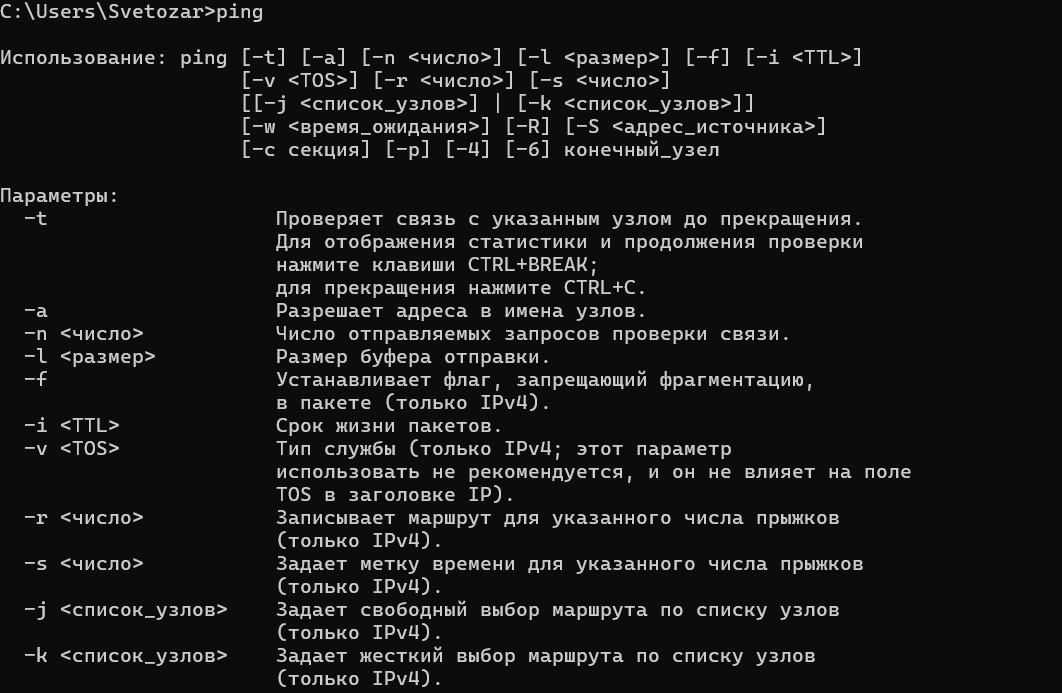 C:\Users\Svetozar>ping
Использование: ping [-t] [-a] [-n <число>] [-l <размер>] [-f] [-i <TTL>]
[-v <TOS>] [-r <число>] [-s <число>]
[[-j <список_узлов>] | [-k <список_узлов>]]
[-w <время_ожидания>] [-R] [-S <адрес_источника>]
[-c секция] [-p] [-4] [-6] конечный_узел
Параметры:
-t Проверяет связь с указанным узлом до прекращения.
Для отображения статистики и продолжения проверки
нажмите клавиши CTRL+BREAK;
для прекращения нажмите CTRL+C.
-a Разрешает адреса в имена узлов.
-n <число> Число отправляемых запросов проверки связи.
-l <размер> Размер буфера отправки.
-f Устанавливает флаг, запрещающий фрагментацию,
в пакете (только IPv4).
-i <TTL> Срок жизни пакетов.
-v <TOS> Тип службы (только IPv4; этот параметр
использовать не рекомендуется, и он не влияет на поле
TOS в заголовке IP).
-r <число> Записывает маршрут для указанного числа прыжков
(только IPv4).
-s <число> Задает метку времени для указанного числа прыжков
(только IPv4).
-j <список_узлов> Задает свободный выбор маршрута по списку узлов
(только IPv4).
-k <список_узлов> Задает жесткий выбор маршрута по списку узлов
(только IPv4).